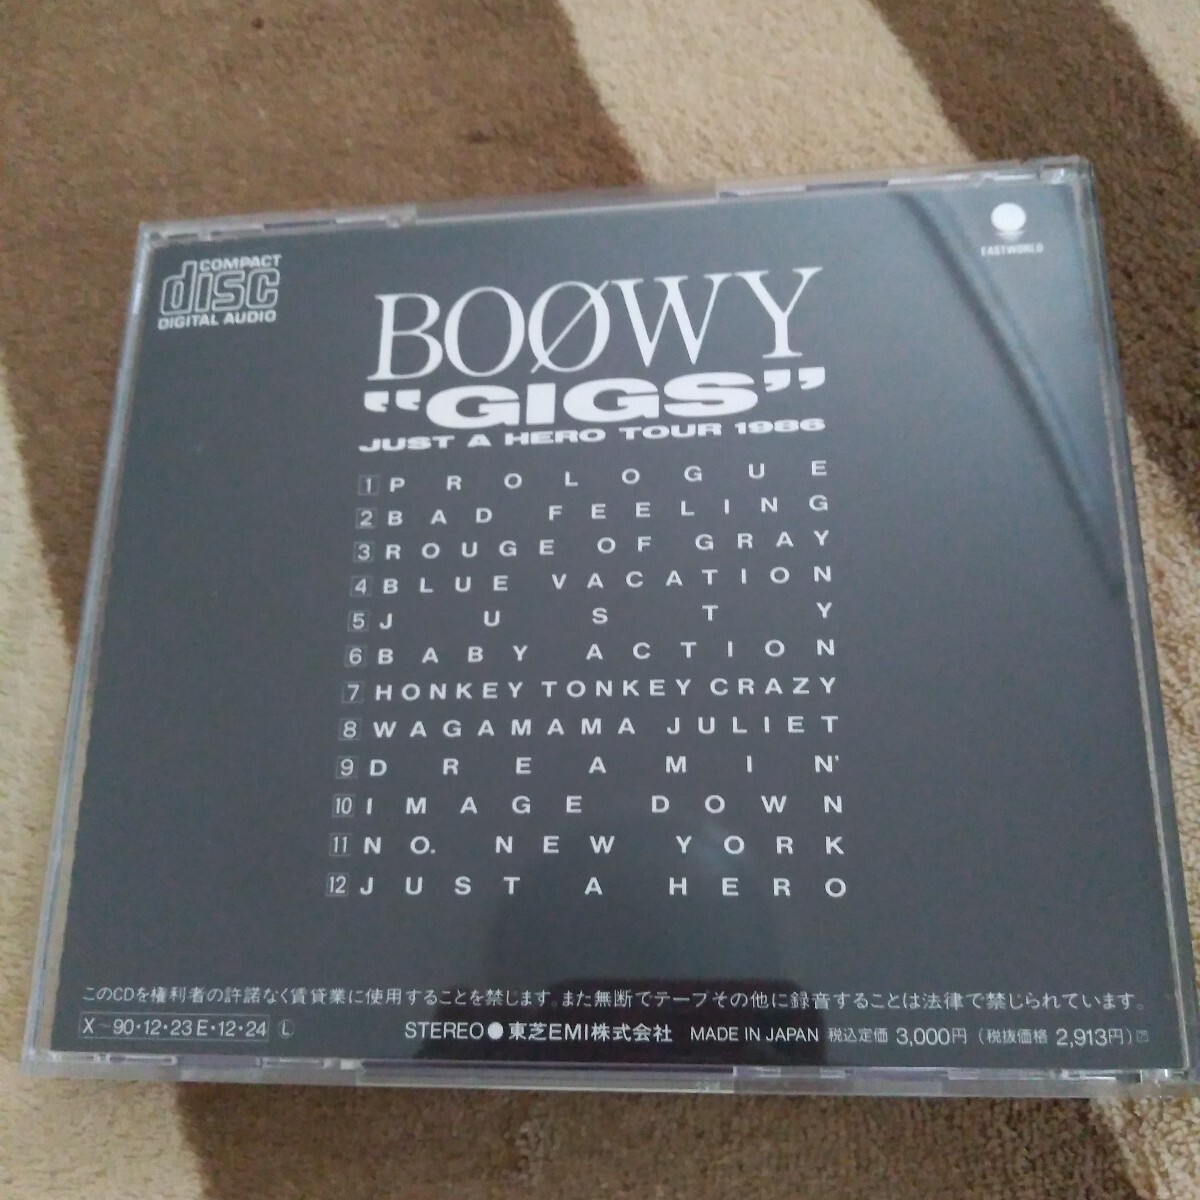 COMPACT
disc
DIGITAL AUDIO
EASTWORLD
BOØWY
“GIGS”
JUST A HERO TOUR 1986
1 PROLOGUE
2 BAD FEELING
3 ROUGE OF GRAY
4 BLUE VACATION
5 JUSTY
6 BABY ACTION
7 HONKEY TONKEY CRAZY
8 WAGAMAMA JULIET
9 DREAMIN'
10 IMAGE DOWN
11 NO. NEW YORK
12 JUST A HERO
このCDを権利者の許諾なく賃貸業に使用することを禁じます。また無断でテープその他に録音することは法律で禁じられています。
X〜90・12・23 E・12・24 Ⓛ STEREO●東芝EMI株式会社 MADE IN JAPAN 税込定価 3,000円 (税抜価格 2,913円)